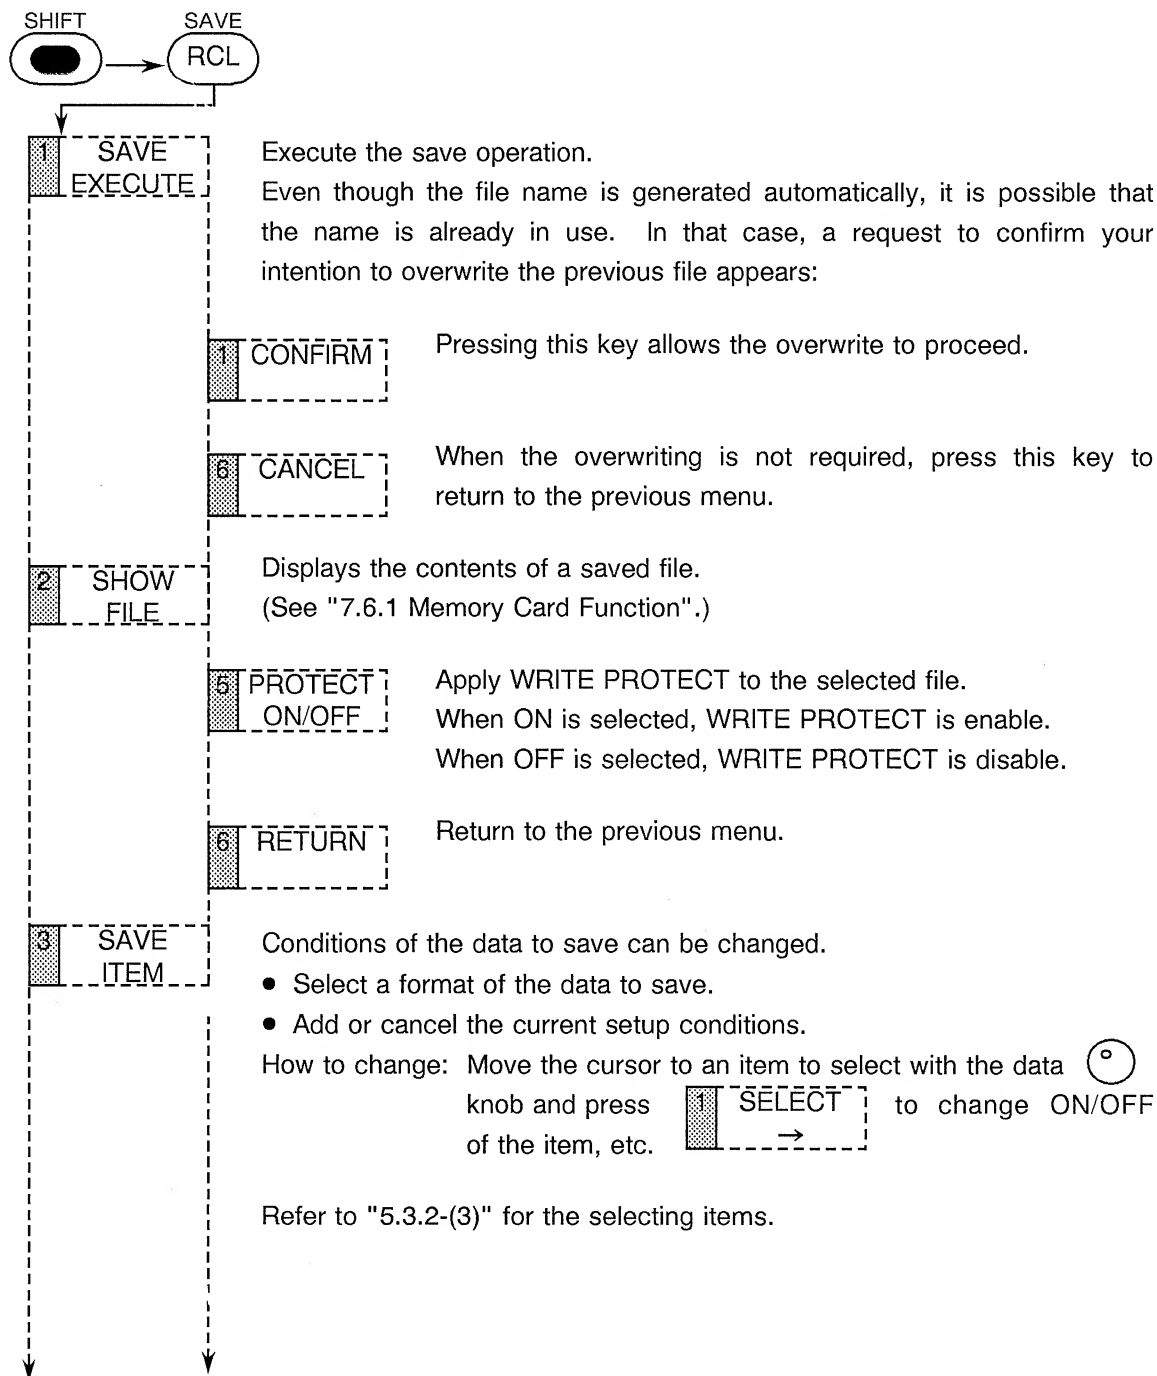 SHIFT SAVE
RCL
1 SAVE
EXECUTE
Execute the save operation.
Even though the file name is generated automatically, it is possible that
the name is already in use. In that case, a request to confirm your
intention to overwrite the previous file appears:
1 CONFIRM
Pressing this key allows the overwrite to proceed.
6 CANCEL
When the overwriting is not required, press this key to
return to the previous menu.
2 SHOW
FILE
Displays the contents of a saved file.
(See "7.6.1 Memory Card Function".)
5 PROTECT
ON/OFF
Apply WRITE PROTECT to the selected file.
When ON is selected, WRITE PROTECT is enable.
When OFF is selected, WRITE PROTECT is disable.
6 RETURN
Return to the previous menu.
3 SAVE
ITEM
Conditions of the data to save can be changed.
● Select a format of the data to save.
● Add or cancel the current setup conditions.
How to change: Move the cursor to an item to select with the data
knob and press 1 SELECT → to change ON/OFF
of the item, etc.
Refer to "5.3.2-(3)" for the selecting items.